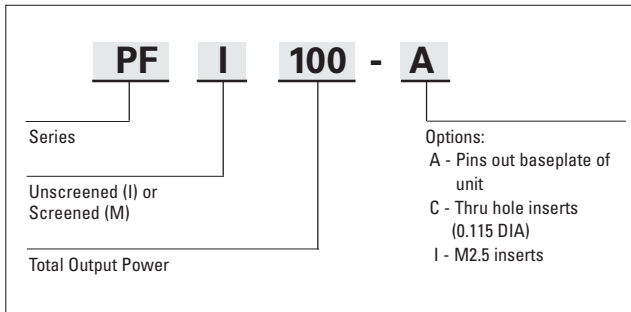 PF I 100 - A
Series
Unscreened (I) or
Screened (M)
Total Output Power
Options:
A - Pins out baseplate of
unit
C - Thru hole inserts
(0.115 DIA)
I - M2.5 inserts